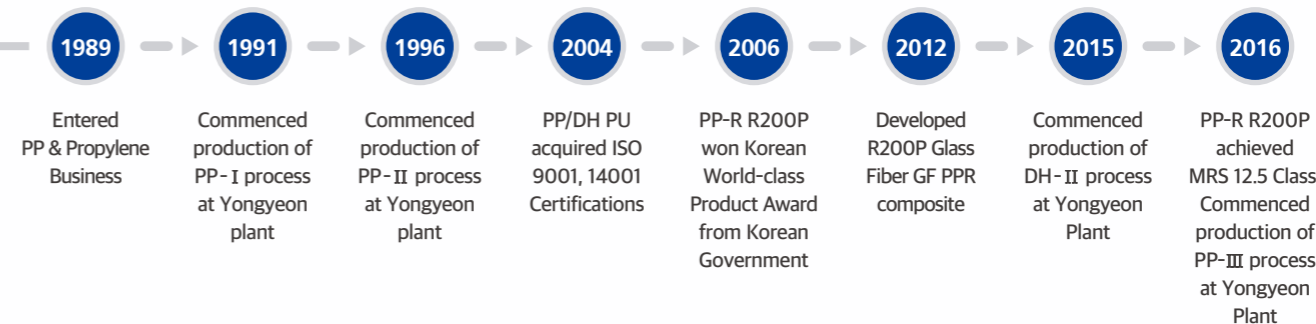 1989
Entered
PP & Propylene
Business
1991
Commenced
production of
PP-Ⅰ process
at Yongyeon
plant
1996
Commenced
production of
PP-Ⅱ process
at Yongyeon
plant
2004
PP/DH PU
acquired ISO
9001, 14001
Certifications
2006
PP-R R200P
won Korean
World-class
Product Award
from Korean
Government
2012
Developed
R200P Glass
Fiber GF PPR
composite
2015
Commenced
production of
DH-Ⅱ process
at Yongyeon
Plant
2016
PP-R R200P
achieved
MRS 12.5 Class
Commenced
production of
PP-Ⅲ process
at Yongyeon
Plant